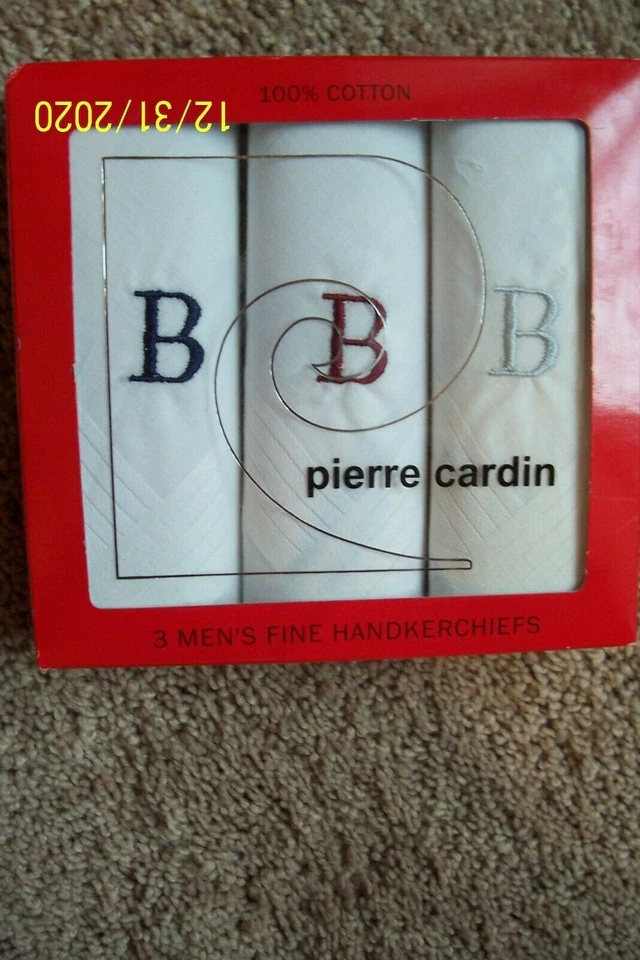 100% COTTON
12/31/2020
B B B
pierre cardin
3 MEN'S FINE HANDKERCHIEFS